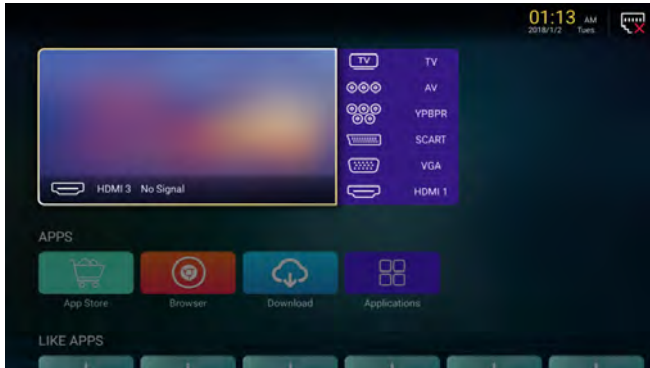 01:13 AM
2018/1/2 Tues.
TV TV
AV
YPBPR
SCART
VGA
HDMI 3 No Signal
HDMI 1
APPS
App Store Browser Download Applications
LIKE APPS